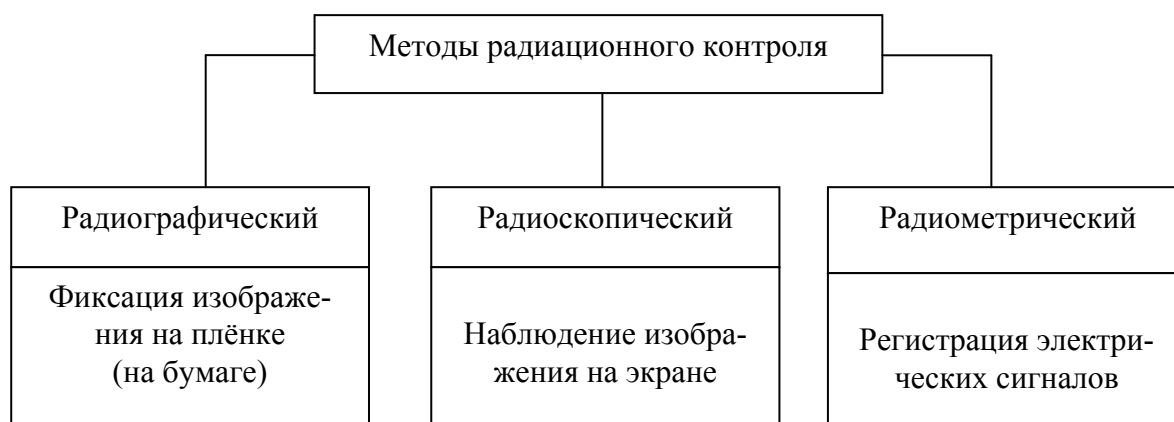 Методы радиационного контроля
Радиографический
Фиксация изображе-
ния на плёнке
(на бумаге)
Радиоскопический
Наблюдение изобра-
жения на экране
Радиометрический
Регистрация электри-
ческих сигналов